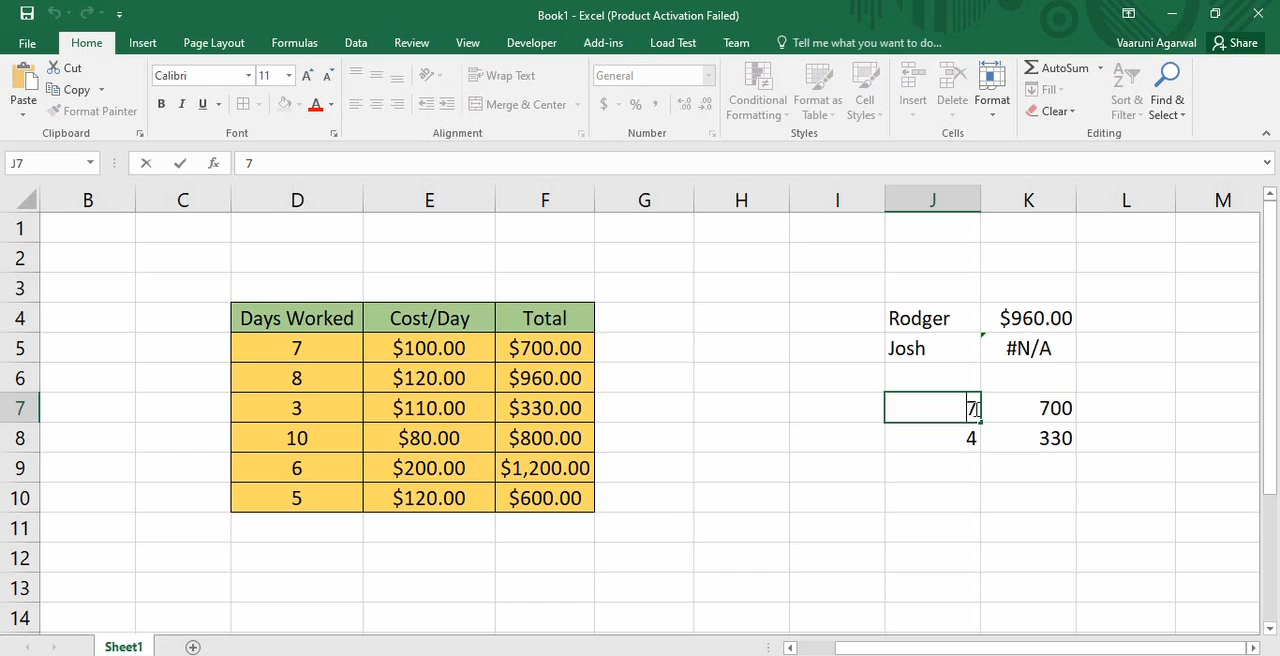 Book1 - Excel (Product Activation Failed)
File Home Insert Page Layout Formulas Data Review View Developer Add-ins Load Test Team Tell me what you want to do... Vaaruni Agarwal Share
Paste
Cut
Copy
Format Painter
Clipboard
Calibri 11
B I U
Font
Wrap Text
Merge & Center
Alignment
General
$ % ,
Number
Conditional Formatting
Format as Table
Cell Styles
Styles
Insert Delete Format
Cells
AutoSum
Fill
Clear
Sort & Filter
Find & Select
Editing
J7 fx 7
B C D E F G H I J K L M
1
2
3
4 Days Worked Cost/Day Total Rodger $960.00
5 7 $100.00 $700.00 Josh #N/A
6 8 $120.00 $960.00
7 3 $110.00 $330.00 7 700
8 10 $80.00 $800.00 4 330
9 6 $200.00 $1,200.00
10 5 $120.00 $600.00
11
12
13
14
Sheet1